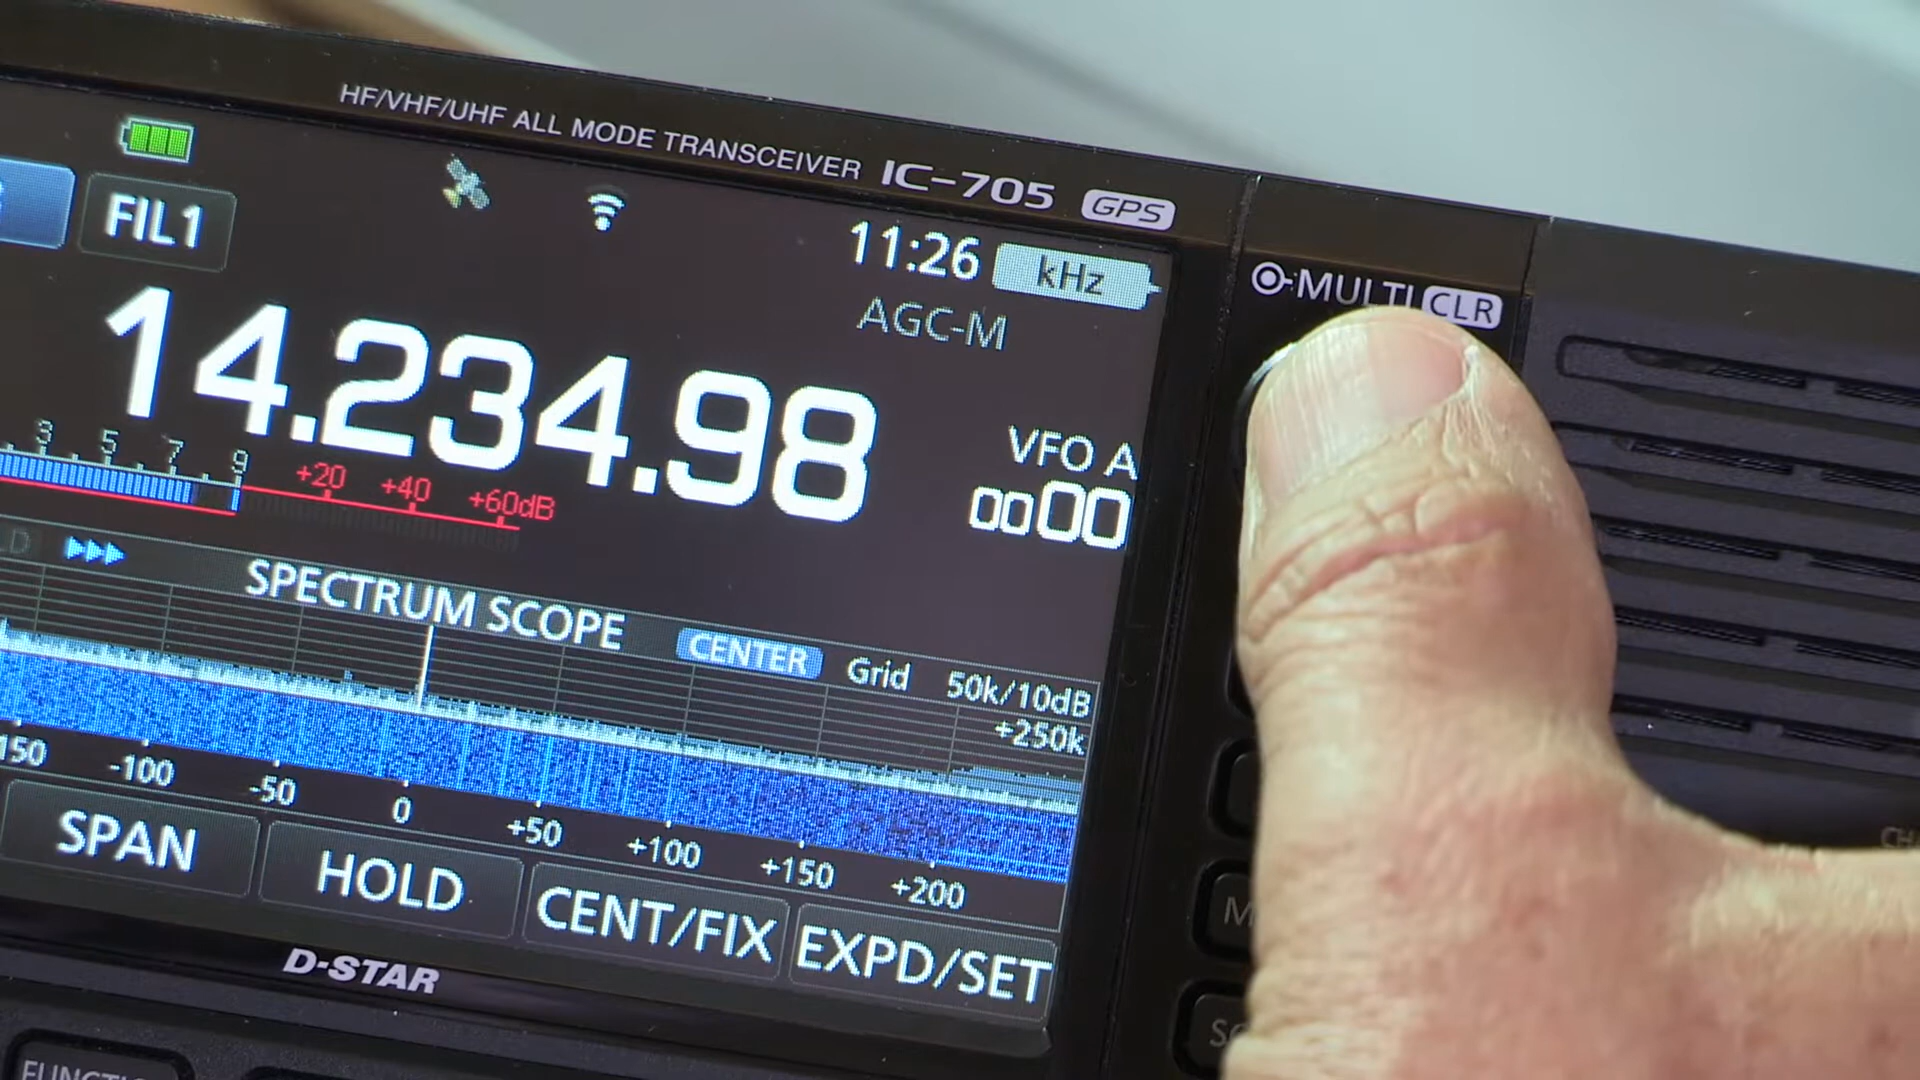 HF/VHF/UHF ALL MODE TRANSCEIVER IC-705 GPS
FIL1
11:26 kHz
AGC-M
MULTI CLR
14.234.98
VFO A
0000
3 5 7 9 +20 +40 +60dB
SPECTRUM SCOPE CENTER Grid 50k/10dB
+250k
-100 -50 0 +50 +100 +150 +200
SPAN HOLD CENT/FIX EXPD/SET
D-STAR